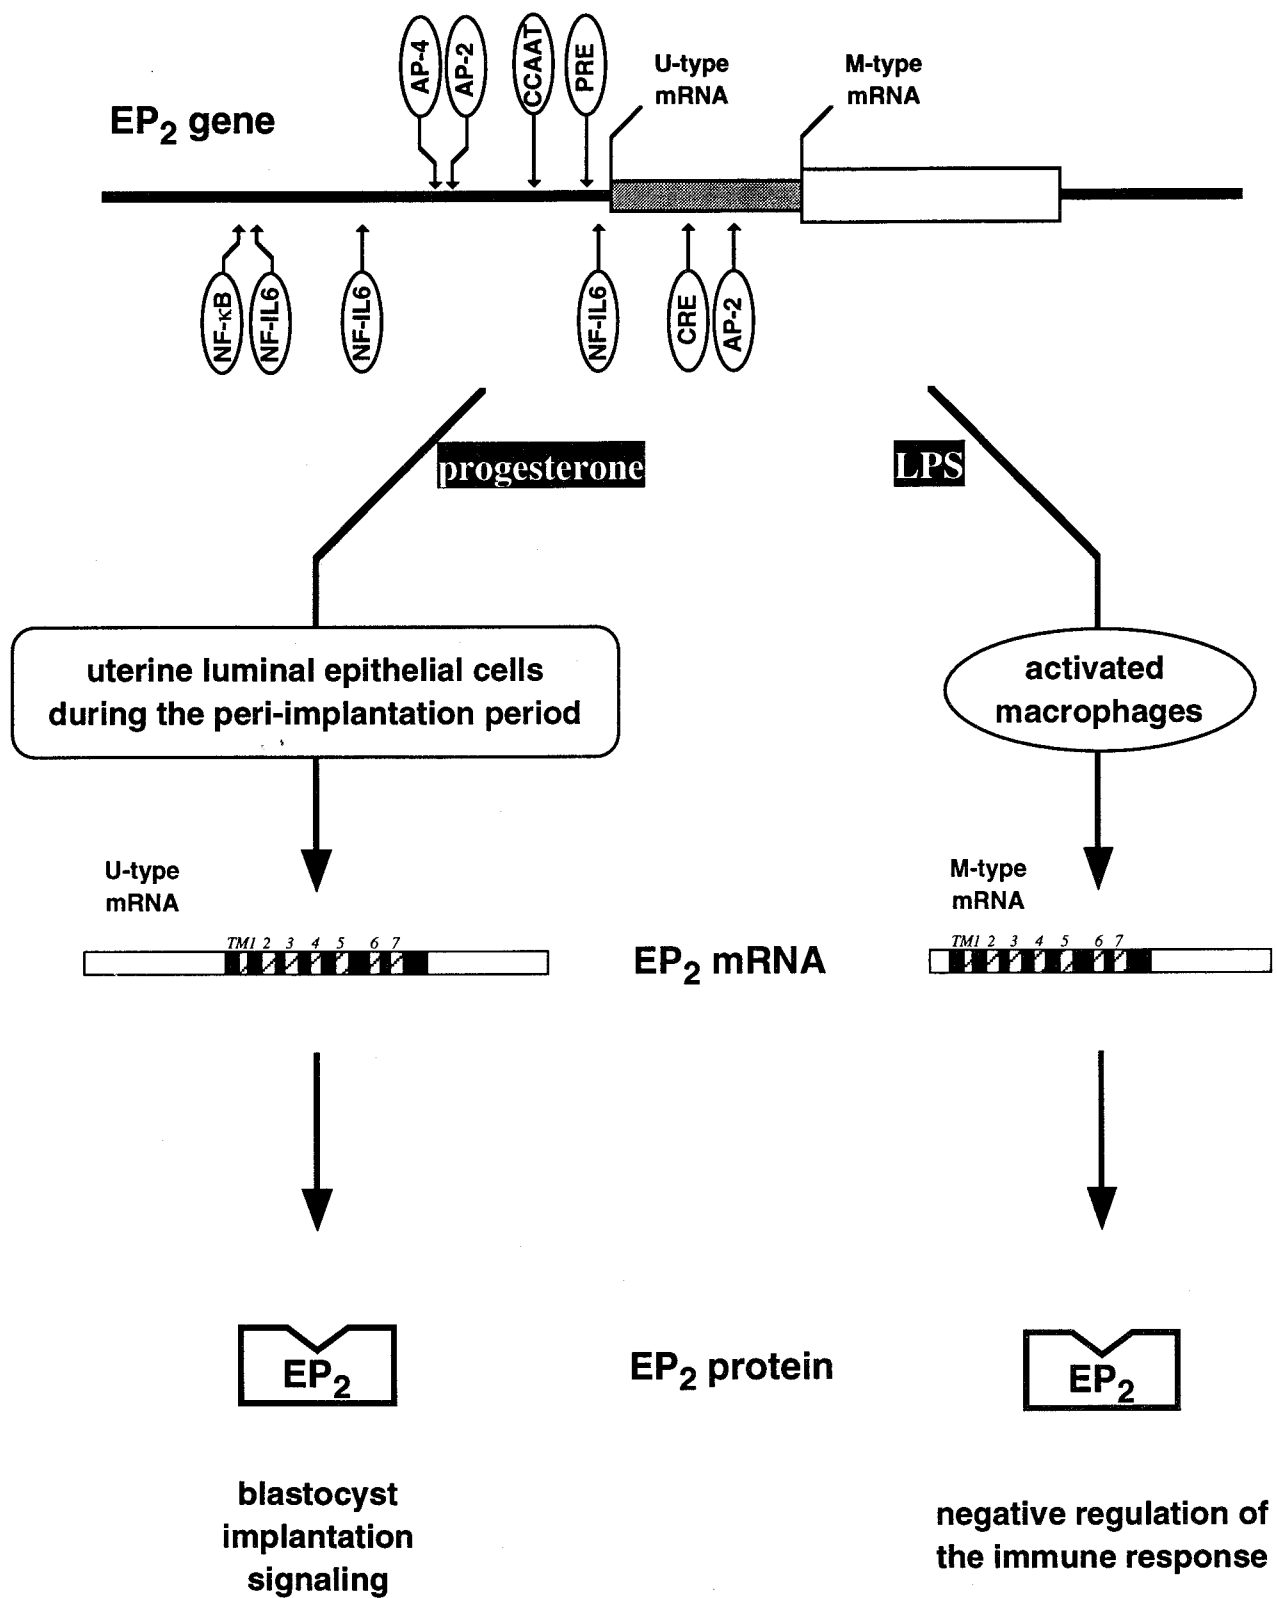 AP-4
AP-2
CCAAT
PRE
U-type
mRNA
M-type
mRNA
EP2 gene
NF-κB
NF-IL6
NF-IL6
NF-IL6
CRE
AP-2
progesterone
LPS
uterine luminal epithelial cells
during the peri-implantation period
activated
macrophages
U-type
mRNA
M-type
mRNA
TM1 2 3 4 5 6 7
EP2 mRNA
TM1 2 3 4 5 6 7
EP2
EP2 protein
EP2
blastocyst
implantation
signaling
negative regulation of
the immune response